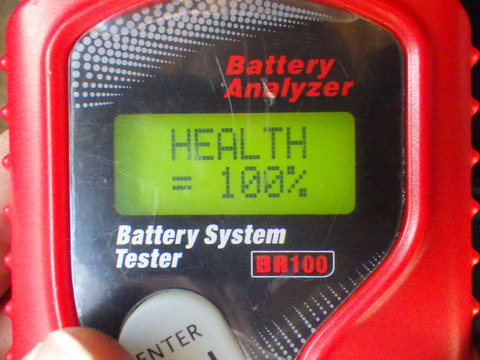 Battery
Analyzer
HEALTH
= 100%
Battery System
Tester
BR100
ENTER